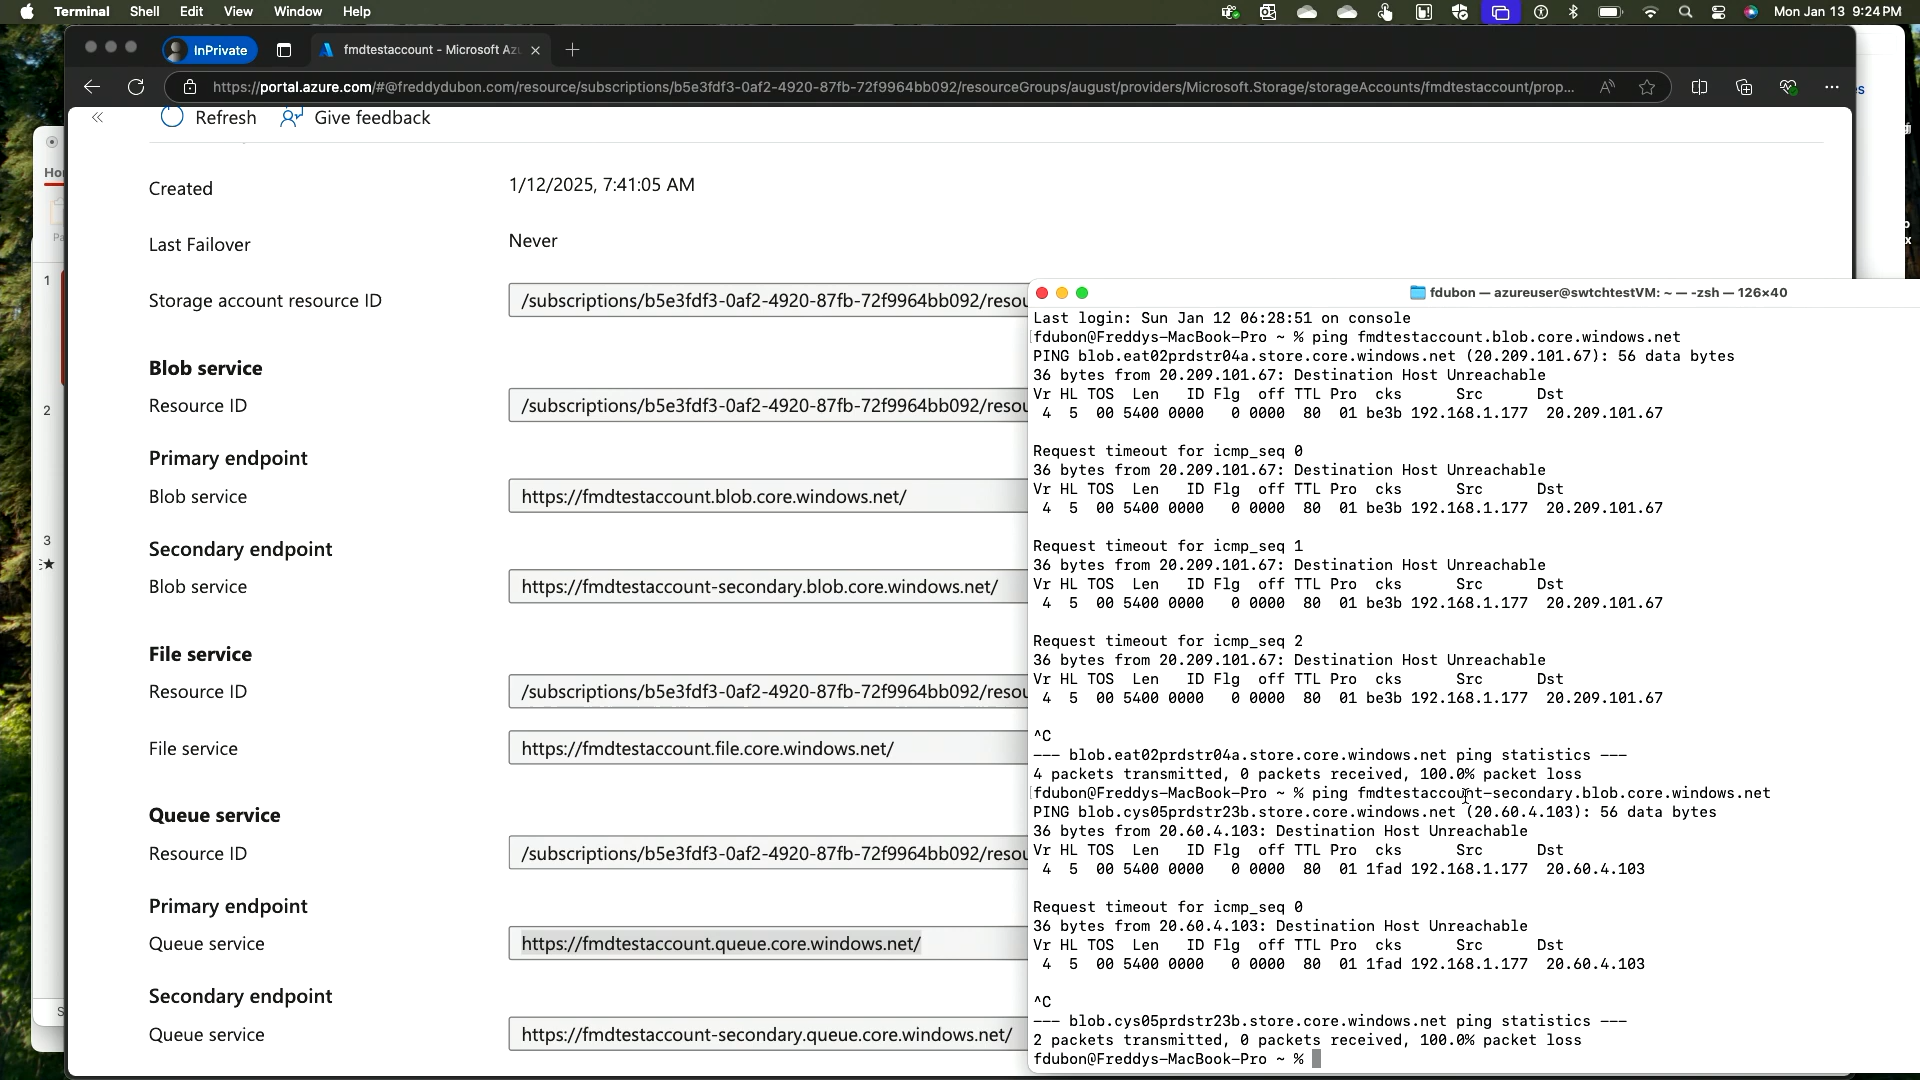 Terminal Shell Edit View Window Help
Mon Jan 13 9:24 PM
InPrivate
fmdtestaccount - Microsoft Az
https://portal.azure.com/#@freddydubon.com/resource/subscriptions/b5e3fdf3-0af2-4920-87fb-72f9964bb092/resourceGroups/august/providers/Microsoft.Storage/storageAccounts/fmdtestaccount/prop...
Refresh Give feedback
Created
1/12/2025, 7:41:05 AM
Last Failover
Never
Storage account resource ID
/subscriptions/b5e3fdf3-0af2-4920-87fb-72f9964bb092/resou
Blob service
Resource ID
/subscriptions/b5e3fdf3-0af2-4920-87fb-72f9964bb092/resou
Primary endpoint
Blob service
https://fmdtestaccount.blob.core.windows.net/
Secondary endpoint
Blob service
https://fmdtestaccount-secondary.blob.core.windows.net/
File service
Resource ID
/subscriptions/b5e3fdf3-0af2-4920-87fb-72f9964bb092/resou
File service
https://fmdtestaccount.file.core.windows.net/
Queue service
Resource ID
/subscriptions/b5e3fdf3-0af2-4920-87fb-72f9964bb092/resou
Primary endpoint
Queue service
https://fmdtestaccount.queue.core.windows.net/
Secondary endpoint
Queue service
https://fmdtestaccount-secondary.queue.core.windows.net/
1
2
3
fdubon — azureuser@swtchtestVM: ~ — -zsh — 126×40
Last login: Sun Jan 12 06:28:51 on console
fdubon@Freddys-MacBook-Pro ~ % ping fmdtestaccount.blob.core.windows.net
PING blob.eat02prdstr04a.store.core.windows.net (20.209.101.67): 56 data bytes
36 bytes from 20.209.101.67: Destination Host Unreachable
Vr HL TOS Len ID Flg off TTL Pro cks Src Dst
4 5 00 5400 0000 0 0000 80 01 be3b 192.168.1.177 20.209.101.67
Request timeout for icmp_seq 0
36 bytes from 20.209.101.67: Destination Host Unreachable
Vr HL TOS Len ID Flg off TTL Pro cks Src Dst
4 5 00 5400 0000 0 0000 80 01 be3b 192.168.1.177 20.209.101.67
Request timeout for icmp_seq 1
36 bytes from 20.209.101.67: Destination Host Unreachable
Vr HL TOS Len ID Flg off TTL Pro cks Src Dst
4 5 00 5400 0000 0 0000 80 01 be3b 192.168.1.177 20.209.101.67
Request timeout for icmp_seq 2
36 bytes from 20.209.101.67: Destination Host Unreachable
Vr HL TOS Len ID Flg off TTL Pro cks Src Dst
4 5 00 5400 0000 0 0000 80 01 be3b 192.168.1.177 20.209.101.67
^C
--- blob.eat02prdstr04a.store.core.windows.net ping statistics ---
4 packets transmitted, 0 packets received, 100.0% packet loss
fdubon@Freddys-MacBook-Pro ~ % ping fmdtestaccount-secondary.blob.core.windows.net
PING blob.cys05prdstr23b.store.core.windows.net (20.60.4.103): 56 data bytes
36 bytes from 20.60.4.103: Destination Host Unreachable
Vr HL TOS Len ID Flg off TTL Pro cks Src Dst
4 5 00 5400 0000 0 0000 80 01 1fad 192.168.1.177 20.60.4.103
Request timeout for icmp_seq 0
36 bytes from 20.60.4.103: Destination Host Unreachable
Vr HL TOS Len ID Flg off TTL Pro cks Src Dst
4 5 00 5400 0000 0 0000 80 01 1fad 192.168.1.177 20.60.4.103
^C
--- blob.cys05prdstr23b.store.core.windows.net ping statistics ---
2 packets transmitted, 0 packets received, 100.0% packet loss
fdubon@Freddys-MacBook-Pro ~ %